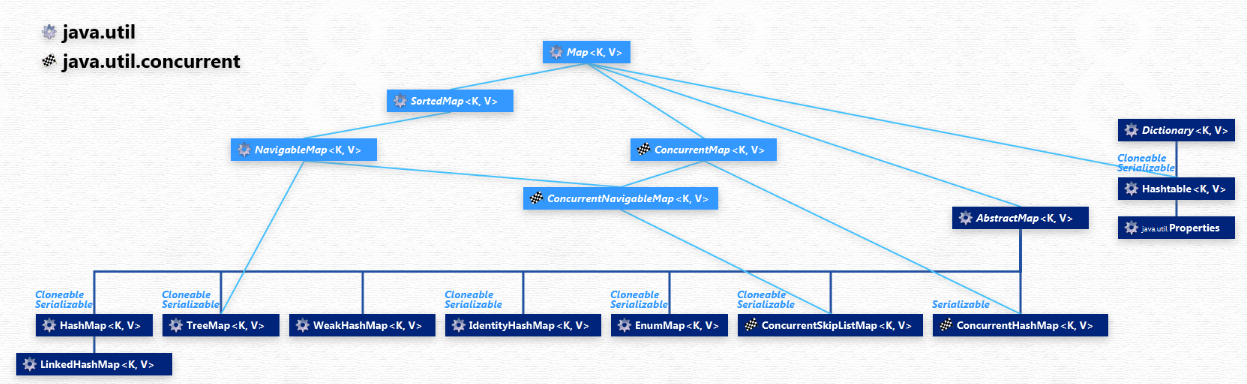 java.util
java.util.concurrent
Map <K, V>
SortedMap <K, V>
NavigableMap <K, V>
ConcurrentMap <K, V>
Dictionary <K, V>
Cloneable
Serializable
Hashtable <K, V>
ConcurrentNavigableMap <K, V>
AbstractMap <K, V>
java.util.Properties
Cloneable
Serializable
HashMap <K, V>
Cloneable
Serializable
TreeMap <K, V>
WeakHashMap <K, V>
Cloneable
Serializable
IdentityHashMap <K, V>
Cloneable
Serializable
EnumMap <K, V>
Cloneable
Serializable
ConcurrentSkipListMap <K, V>
Serializable
ConcurrentHashMap <K, V>
LinkedHashMap <K, V>